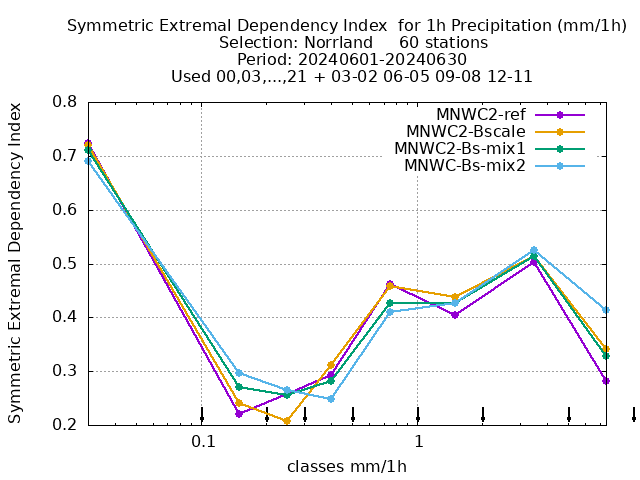 Symmetric Extremal Dependency Index  for 1h Precipitation (mm/1h)
Selection: Norrland     60 stations
Period: 20240601-20240630
Used 00,03,...,21 + 03-02 06-05 09-08 12-11
Symmetric Extremal Dependency Index
0.8
0.7
0.6
0.5
0.4
0.3
0.2
MNWC2-ref
MNWC2-Bscale
MNWC2-Bs-mix1
MNWC-Bs-mix2
0.1
1
classes mm/1h